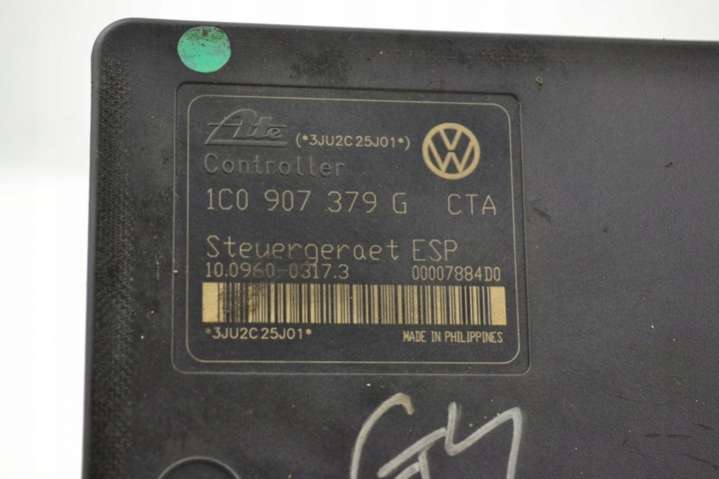 Ate (*3JU2C25J01*)
Controller
1C0 907 379 G CTA
Steuergeraet ESP
10.0960-0317.3 00007884D0
*3JU2C25J01* MADE IN PHILIPPINES